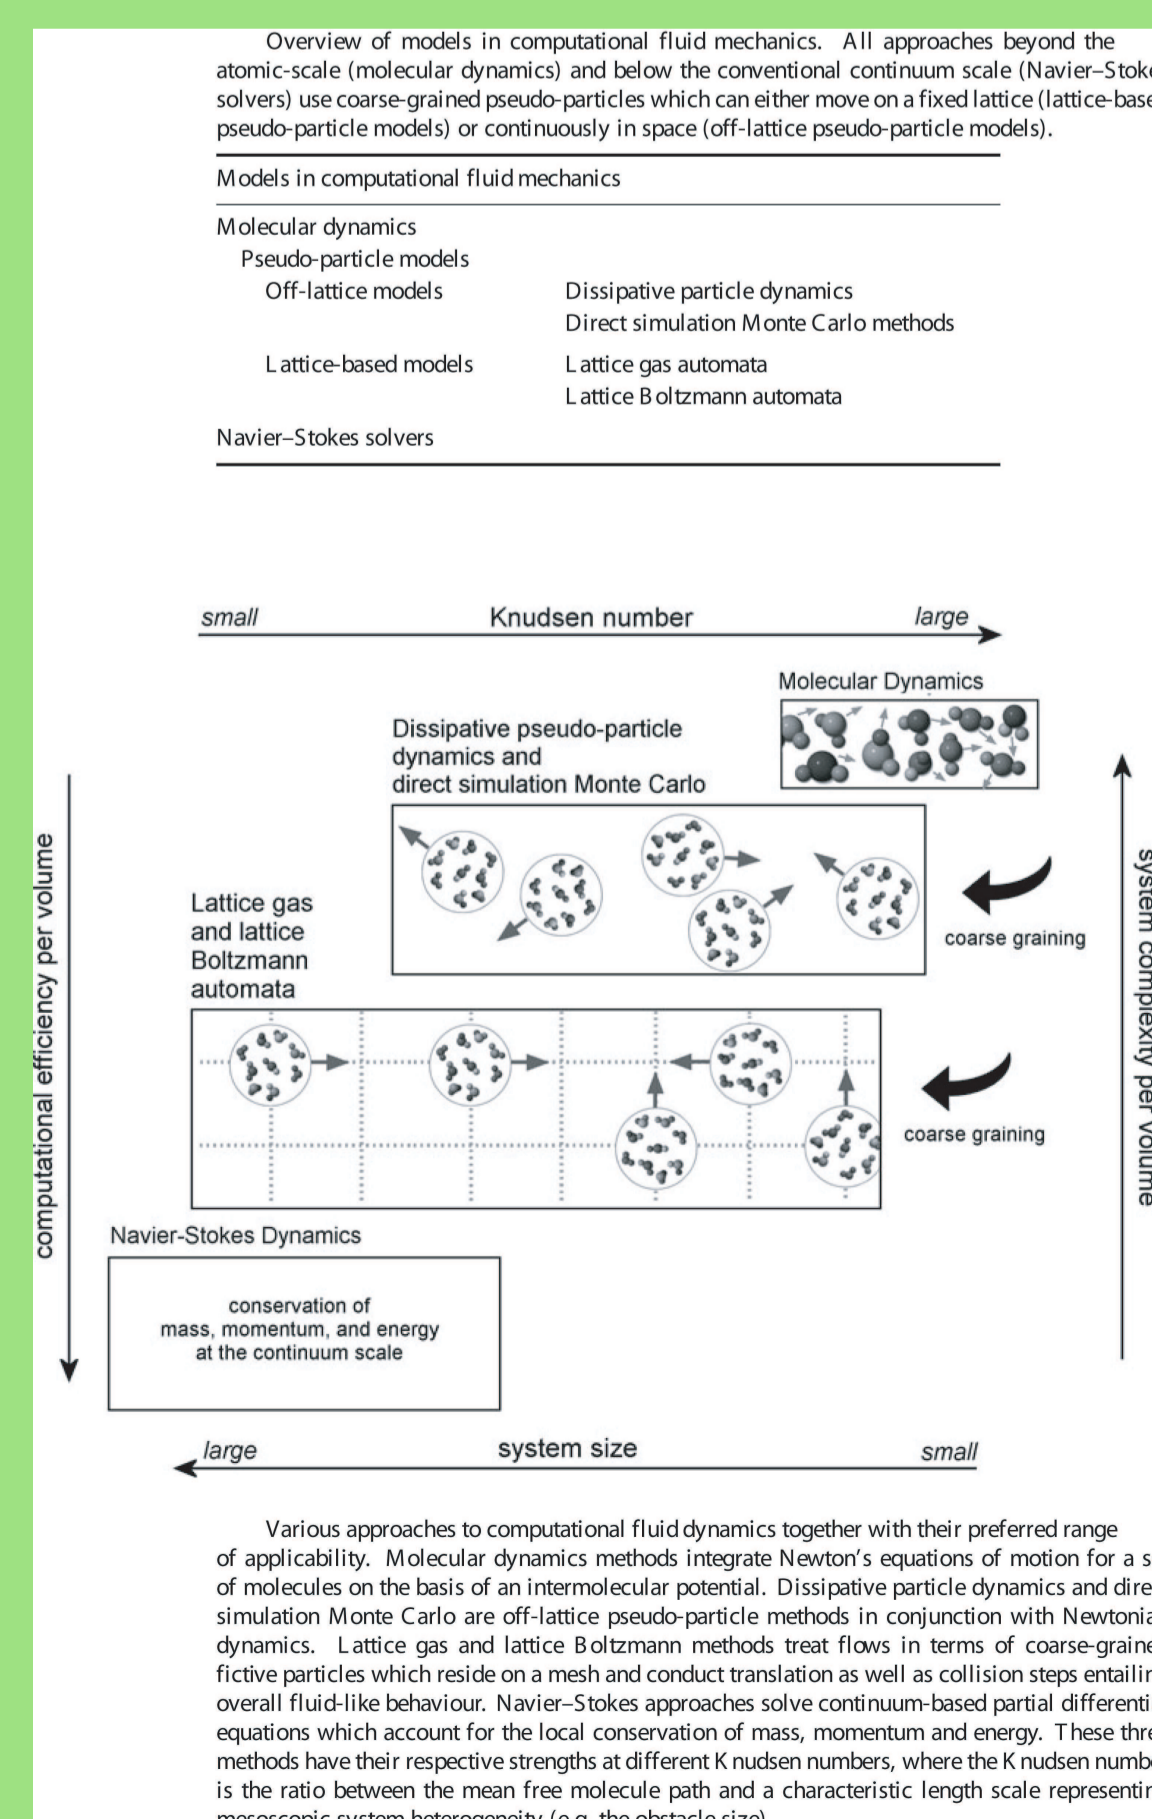 Overview of models in computational fluid mechanics. All approaches beyond the
atomic-scale (molecular dynamics) and below the conventional continuum scale (Navier–Stoke
solvers) use coarse-grained pseudo-particles which can either move on a fixed lattice (lattice-base
pseudo-particle models) or continuously in space (off-lattice pseudo-particle models).
Models in computational fluid mechanics
Molecular dynamics
Pseudo-particle models
Off-lattice models Dissipative particle dynamics
Direct simulation Monte Carlo methods
Lattice-based models Lattice gas automata
Lattice Boltzmann automata
Navier–Stokes solvers
small Knudsen number large
Molecular Dynamics
Dissipative pseudo-particle
dynamics and
direct simulation Monte Carlo
coarse graining
Lattice gas
and lattice
Boltzmann
automata
coarse graining
computational efficiency per volume
system complexity per volume
Navier-Stokes Dynamics
conservation of
mass, momentum, and energy
at the continuum scale
large system size small
Various approaches to computational fluid dynamics together with their preferred range
of applicability. Molecular dynamics methods integrate Newton's equations of motion for a s
of molecules on the basis of an intermolecular potential. Dissipative particle dynamics and dire
simulation Monte Carlo are off-lattice pseudo-particle methods in conjunction with Newtonia
dynamics. Lattice gas and lattice Boltzmann methods treat flows in terms of coarse-graine
fictive particles which reside on a mesh and conduct translation as well as collision steps entailin
overall fluid-like behaviour. Navier–Stokes approaches solve continuum-based partial differenti
equations which account for the local conservation of mass, momentum and energy. These thre
methods have their respective strengths at different Knudsen numbers, where the Knudsen numbe
is the ratio between the mean free molecule path and a characteristic length scale representin
mesoscopic system heterogeneity (e.g. the obstacle size)